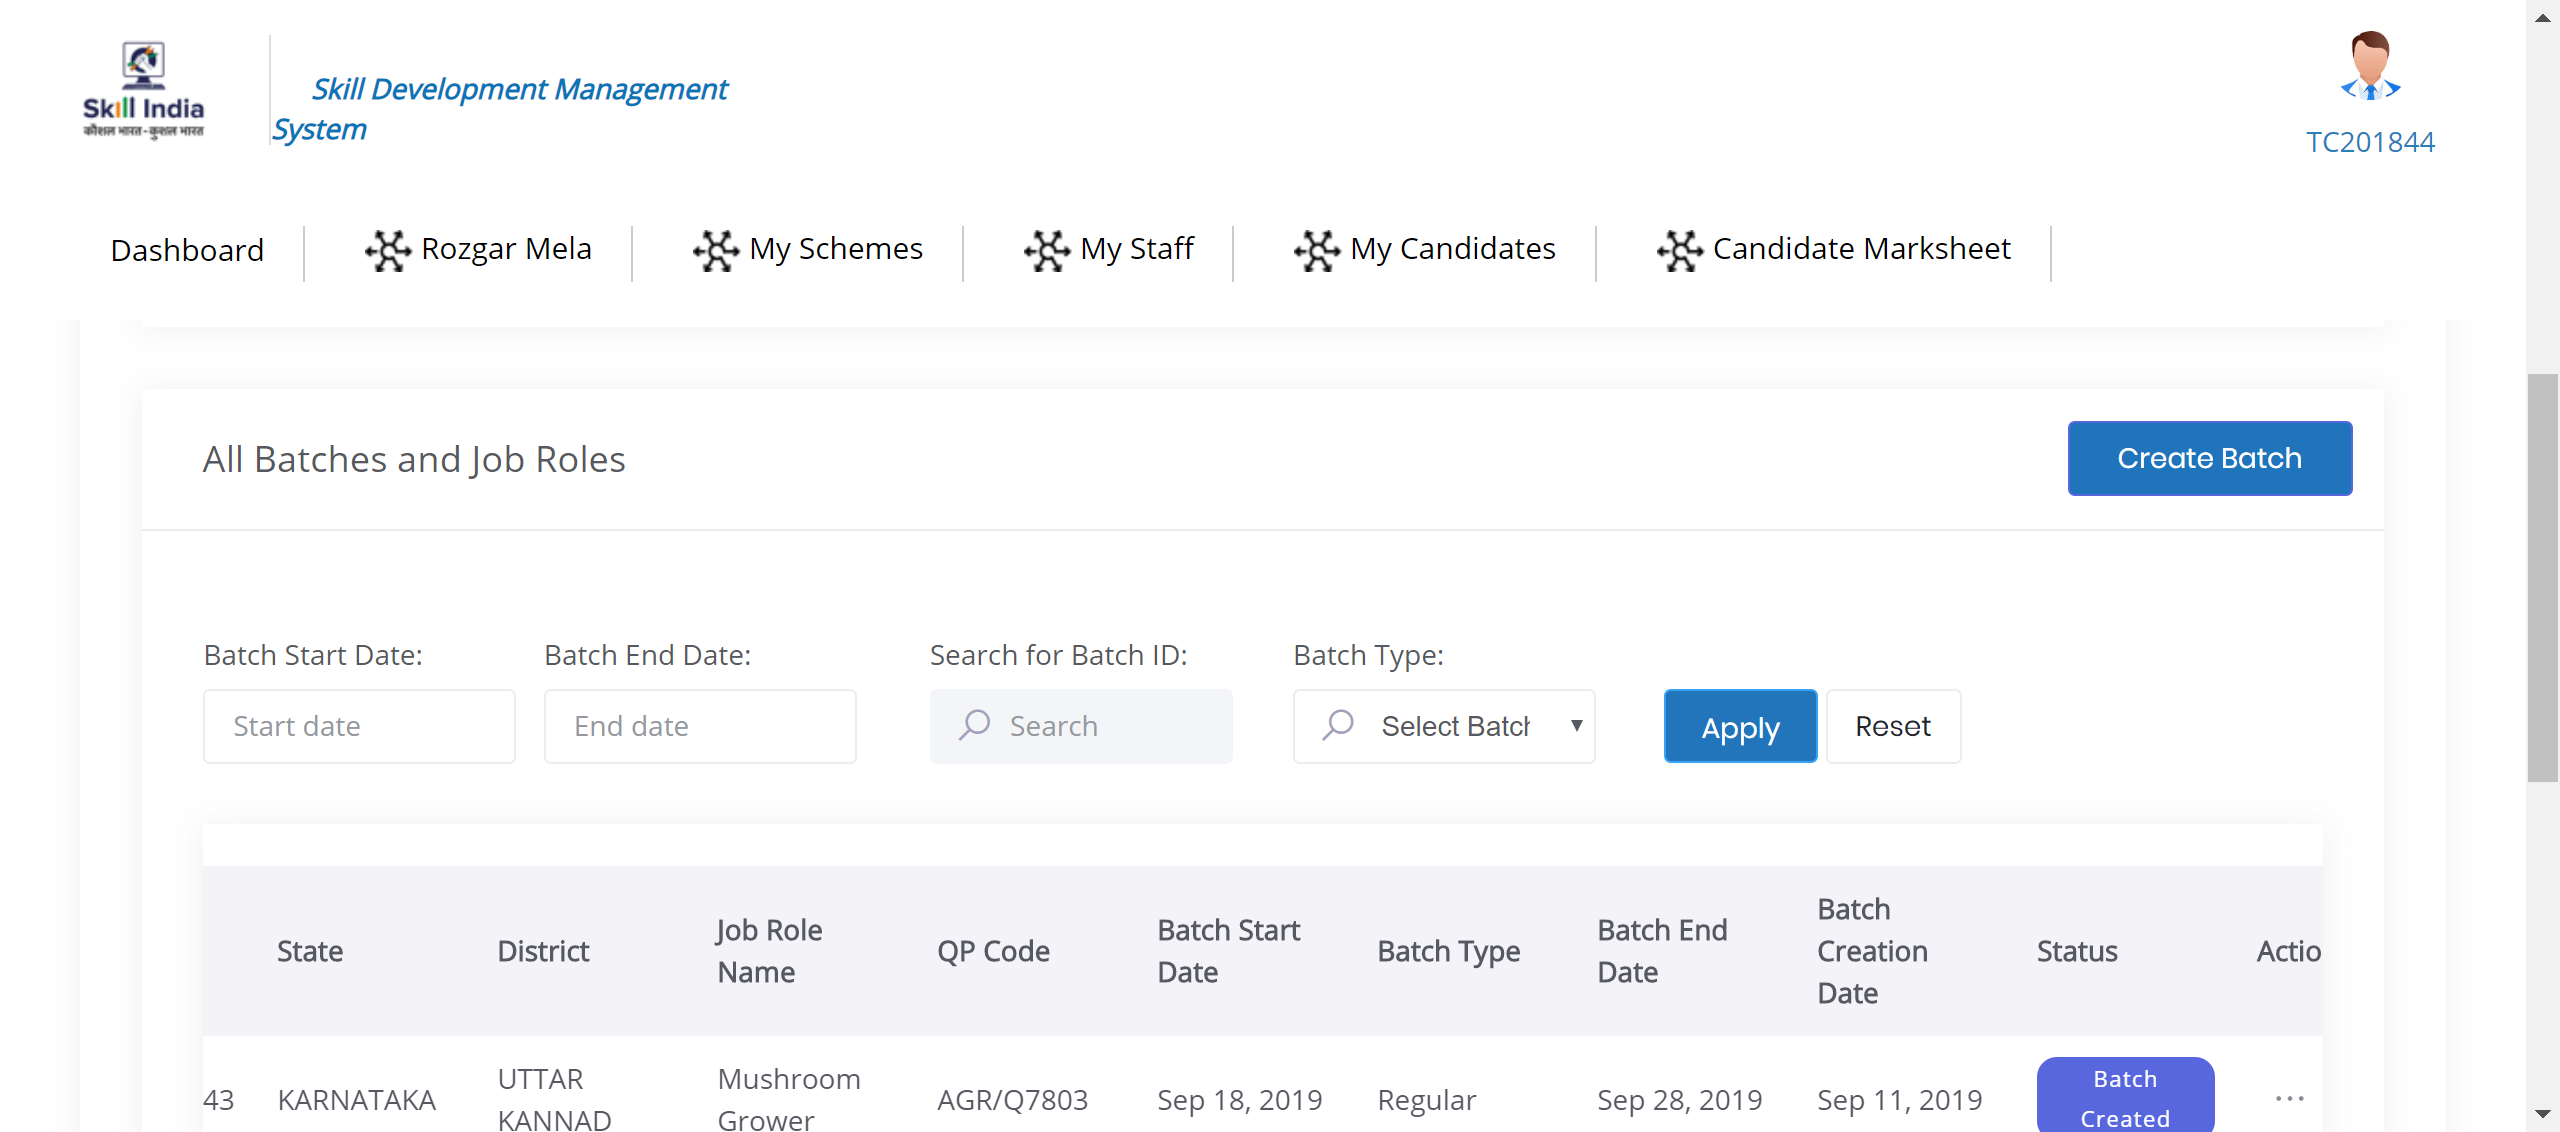 Skill India
कौशल भारत - कुशल भारत
Skill Development Management
System
TC201844
Dashboard
Rozgar Mela
My Schemes
My Staff
My Candidates
Candidate Marksheet
All Batches and Job Roles
Create Batch
Batch Start Date:
Batch End Date:
Search for Batch ID:
Batch Type:
Start date
End date
Search
Select Batch
Apply
Reset
State
District
Job Role
Name
QP Code
Batch Start
Date
Batch Type
Batch End
Date
Batch
Creation
Date
Status
Actio
43
KARNATAKA
UTTAR
KANNAD
Mushroom
Grower
AGR/Q7803
Sep 18, 2019
Regular
Sep 28, 2019
Sep 11, 2019
Batch
Created
...